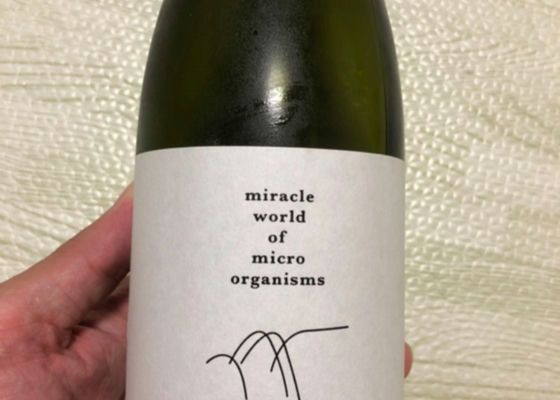 miracle
world
of
micro
organisms